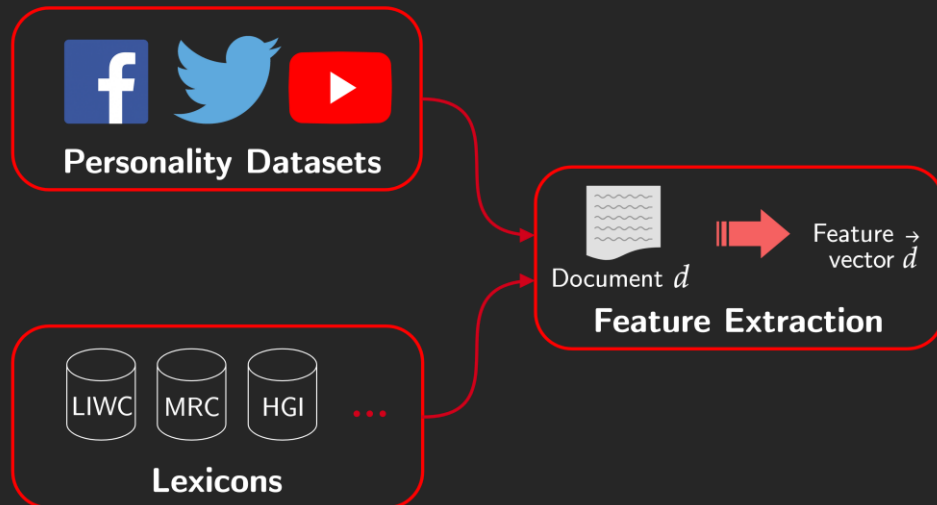 Personality Datasets
LIWC
MRC
HGI
...
Lexicons
Document d
Feature →
vector d
Feature Extraction